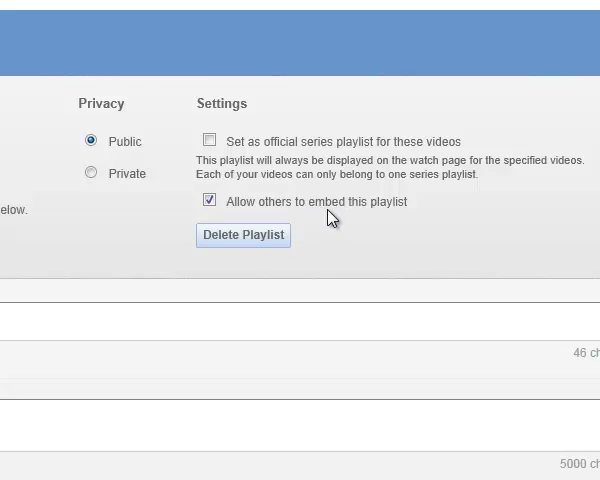 Privacy
Settings
Public
Set as official series playlist for these videos
This playlist will always be displayed on the watch page for the specified videos.
Private
Each of your videos can only belong to one series playlist.
elow.
Allow others to embed this playlist
Delete Playlist
46 ch
5000 ch